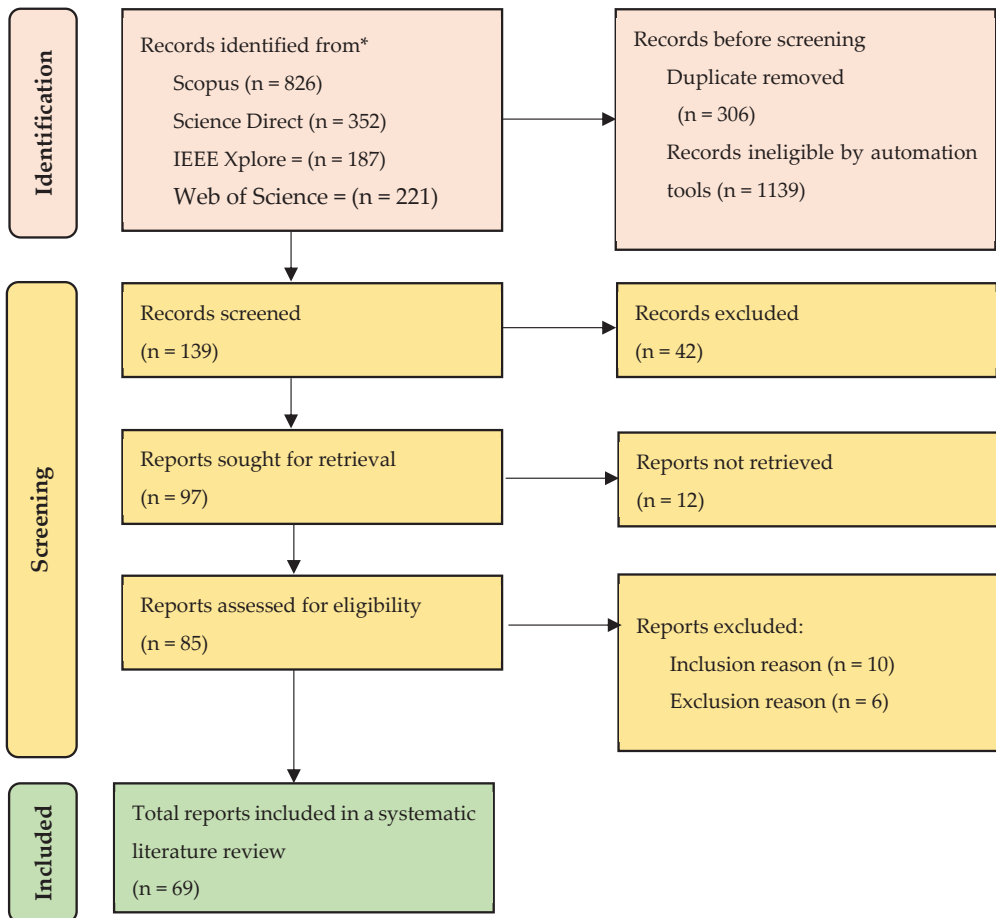 Identification
Records identified from*
Scopus (n = 826)
Science Direct (n = 352)
IEEE Xplore = (n = 187)
Web of Science = (n = 221)
Records before screening
Duplicate removed
(n = 306)
Records ineligible by automation
tools (n = 1139)
Screening
Records screened
(n = 139)
Records excluded
(n = 42)
Reports sought for retrieval
(n = 97)
Reports not retrieved
(n = 12)
Reports assessed for eligibility
(n = 85)
Reports excluded:
Inclusion reason (n = 10)
Exclusion reason (n = 6)
Included
Total reports included in a systematic
literature review
(n = 69)